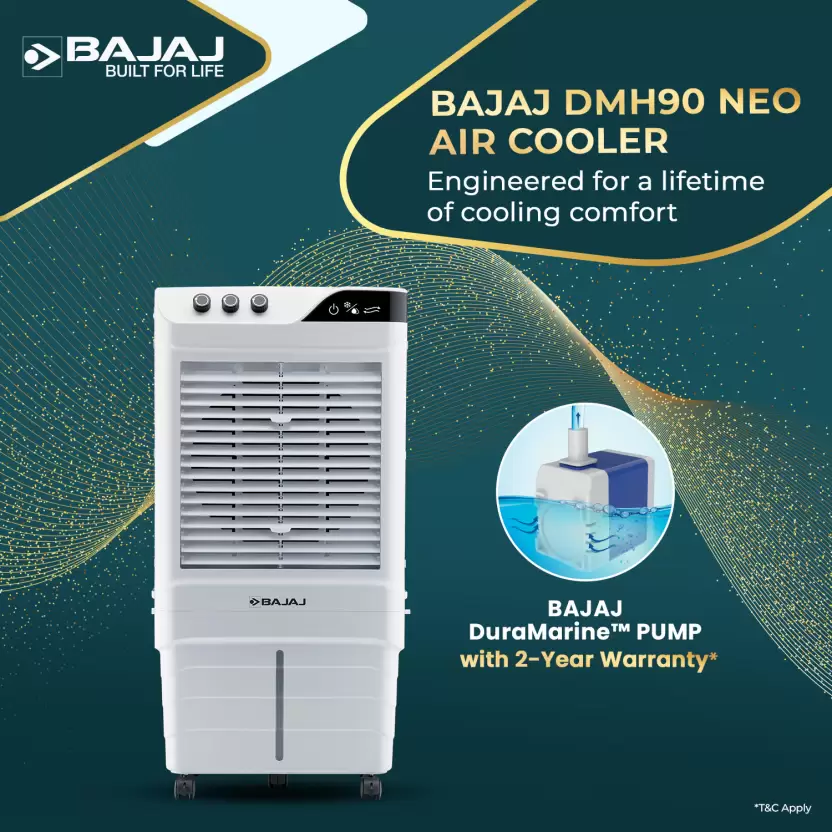 BAJAJ
BUILT FOR LIFE
BAJAJ DMH90 NEO
AIR COOLER
Engineered for a lifetime
of cooling comfort
BAJAJ
BAJAJ
DuraMarine™ PUMP
with 2-Year Warranty*
*T&C Apply